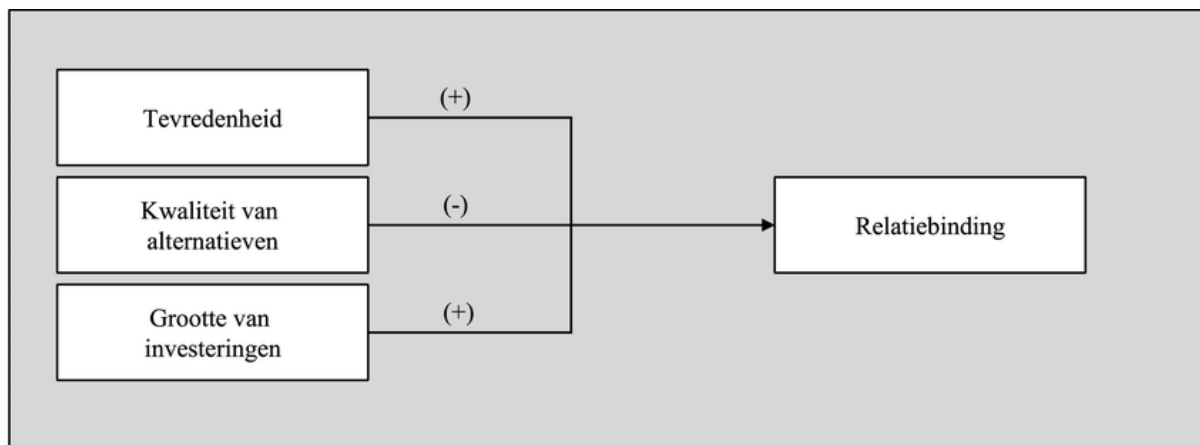 Tevredenheid
(+)
Kwaliteit van
alternatieven
(-)
Grootte van
investeringen
(+)
Relatiebinding